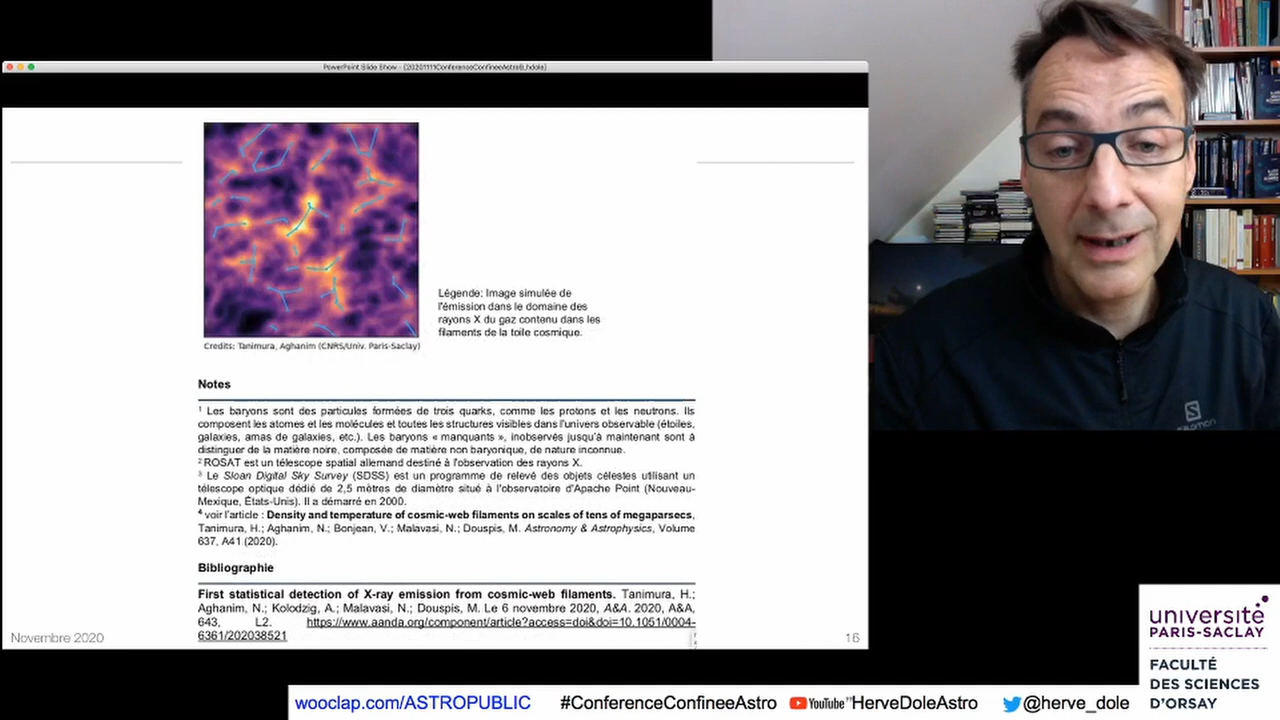 PowerPoint Slide Show - [20201111ConferenceConfineeAstro8_hdole]
Credits: Tanimura, Aghanim (CNRS/Univ. Paris-Saclay)
Légende: Image simulée de
l'émission dans le domaine des
rayons X du gaz contenu dans les
filaments de la toile cosmique.
Notes
¹ Les baryons sont des particules formées de trois quarks, comme les protons et les neutrons. Ils
composent les atomes et les molécules et toutes les structures visibles dans l'univers observable (étoiles,
galaxies, amas de galaxies, etc.). Les baryons « manquants », inobservés jusqu'à maintenant sont à
distinguer de la matière noire, composée de matière non baryonique, de nature inconnue.
² ROSAT est un télescope spatial allemand destiné à l'observation des rayons X.
³ Le Sloan Digital Sky Survey (SDSS) est un programme de relevé des objets célestes utilisant un
télescope optique dédié de 2,5 mètres de diamètre situé à l'observatoire d'Apache Point (Nouveau-
Mexique, États-Unis). Il a démarré en 2000.
⁴ voir l'article : Density and temperature of cosmic-web filaments on scales of tens of megaparsecs,
Tanimura, H.; Aghanim, N.; Bonjean, V.; Malavasi, N.; Douspis, M. Astronomy & Astrophysics, Volume
637, A41 (2020).
Bibliographie
First statistical detection of X-ray emission from cosmic-web filaments. Tanimura, H.;
Aghanim, N.; Kolodzig, A.; Malavasi, N.; Douspis, M. Le 6 novembre 2020, A&A. 2020, A&A,
643, L2. https://www.aanda.org/component/article?access=doi&doi=10.1051/0004-
6361/202038521
Novembre 2020
16
SALOMON
université
PARIS-SACLAY
FACULTÉ
DES SCIENCES
D'ORSAY
wooclap.com/ASTROPUBLIC #ConferenceConfineeAstro YouTube HerveDoleAstro @herve_dole